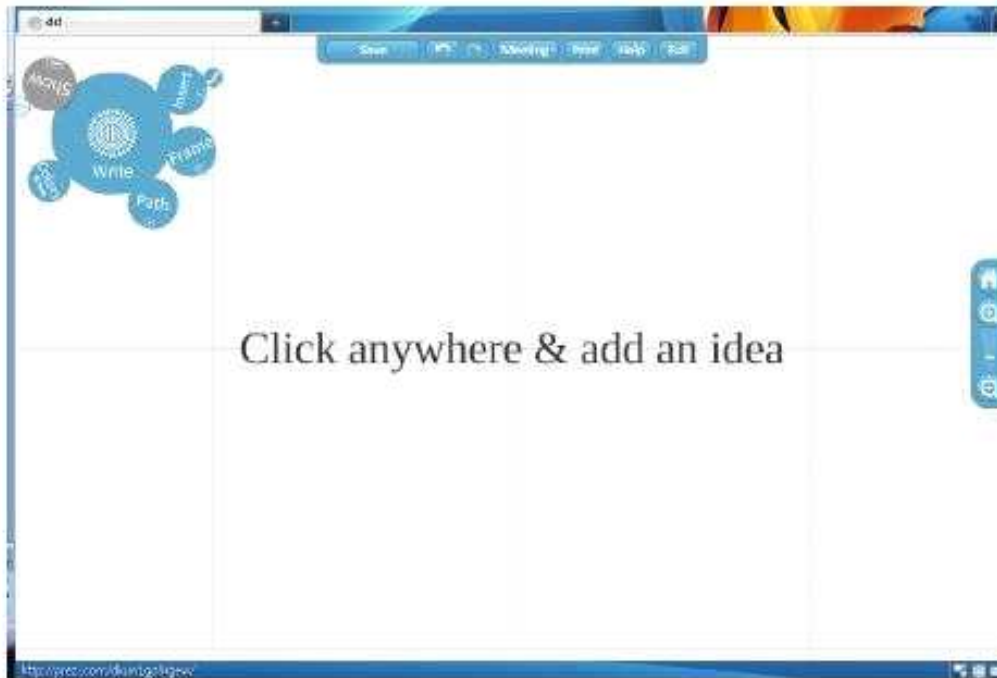 dd
Save Meeting Print Help Exit
Show
Insert
Frame
Write
Path
Click anywhere & add an idea